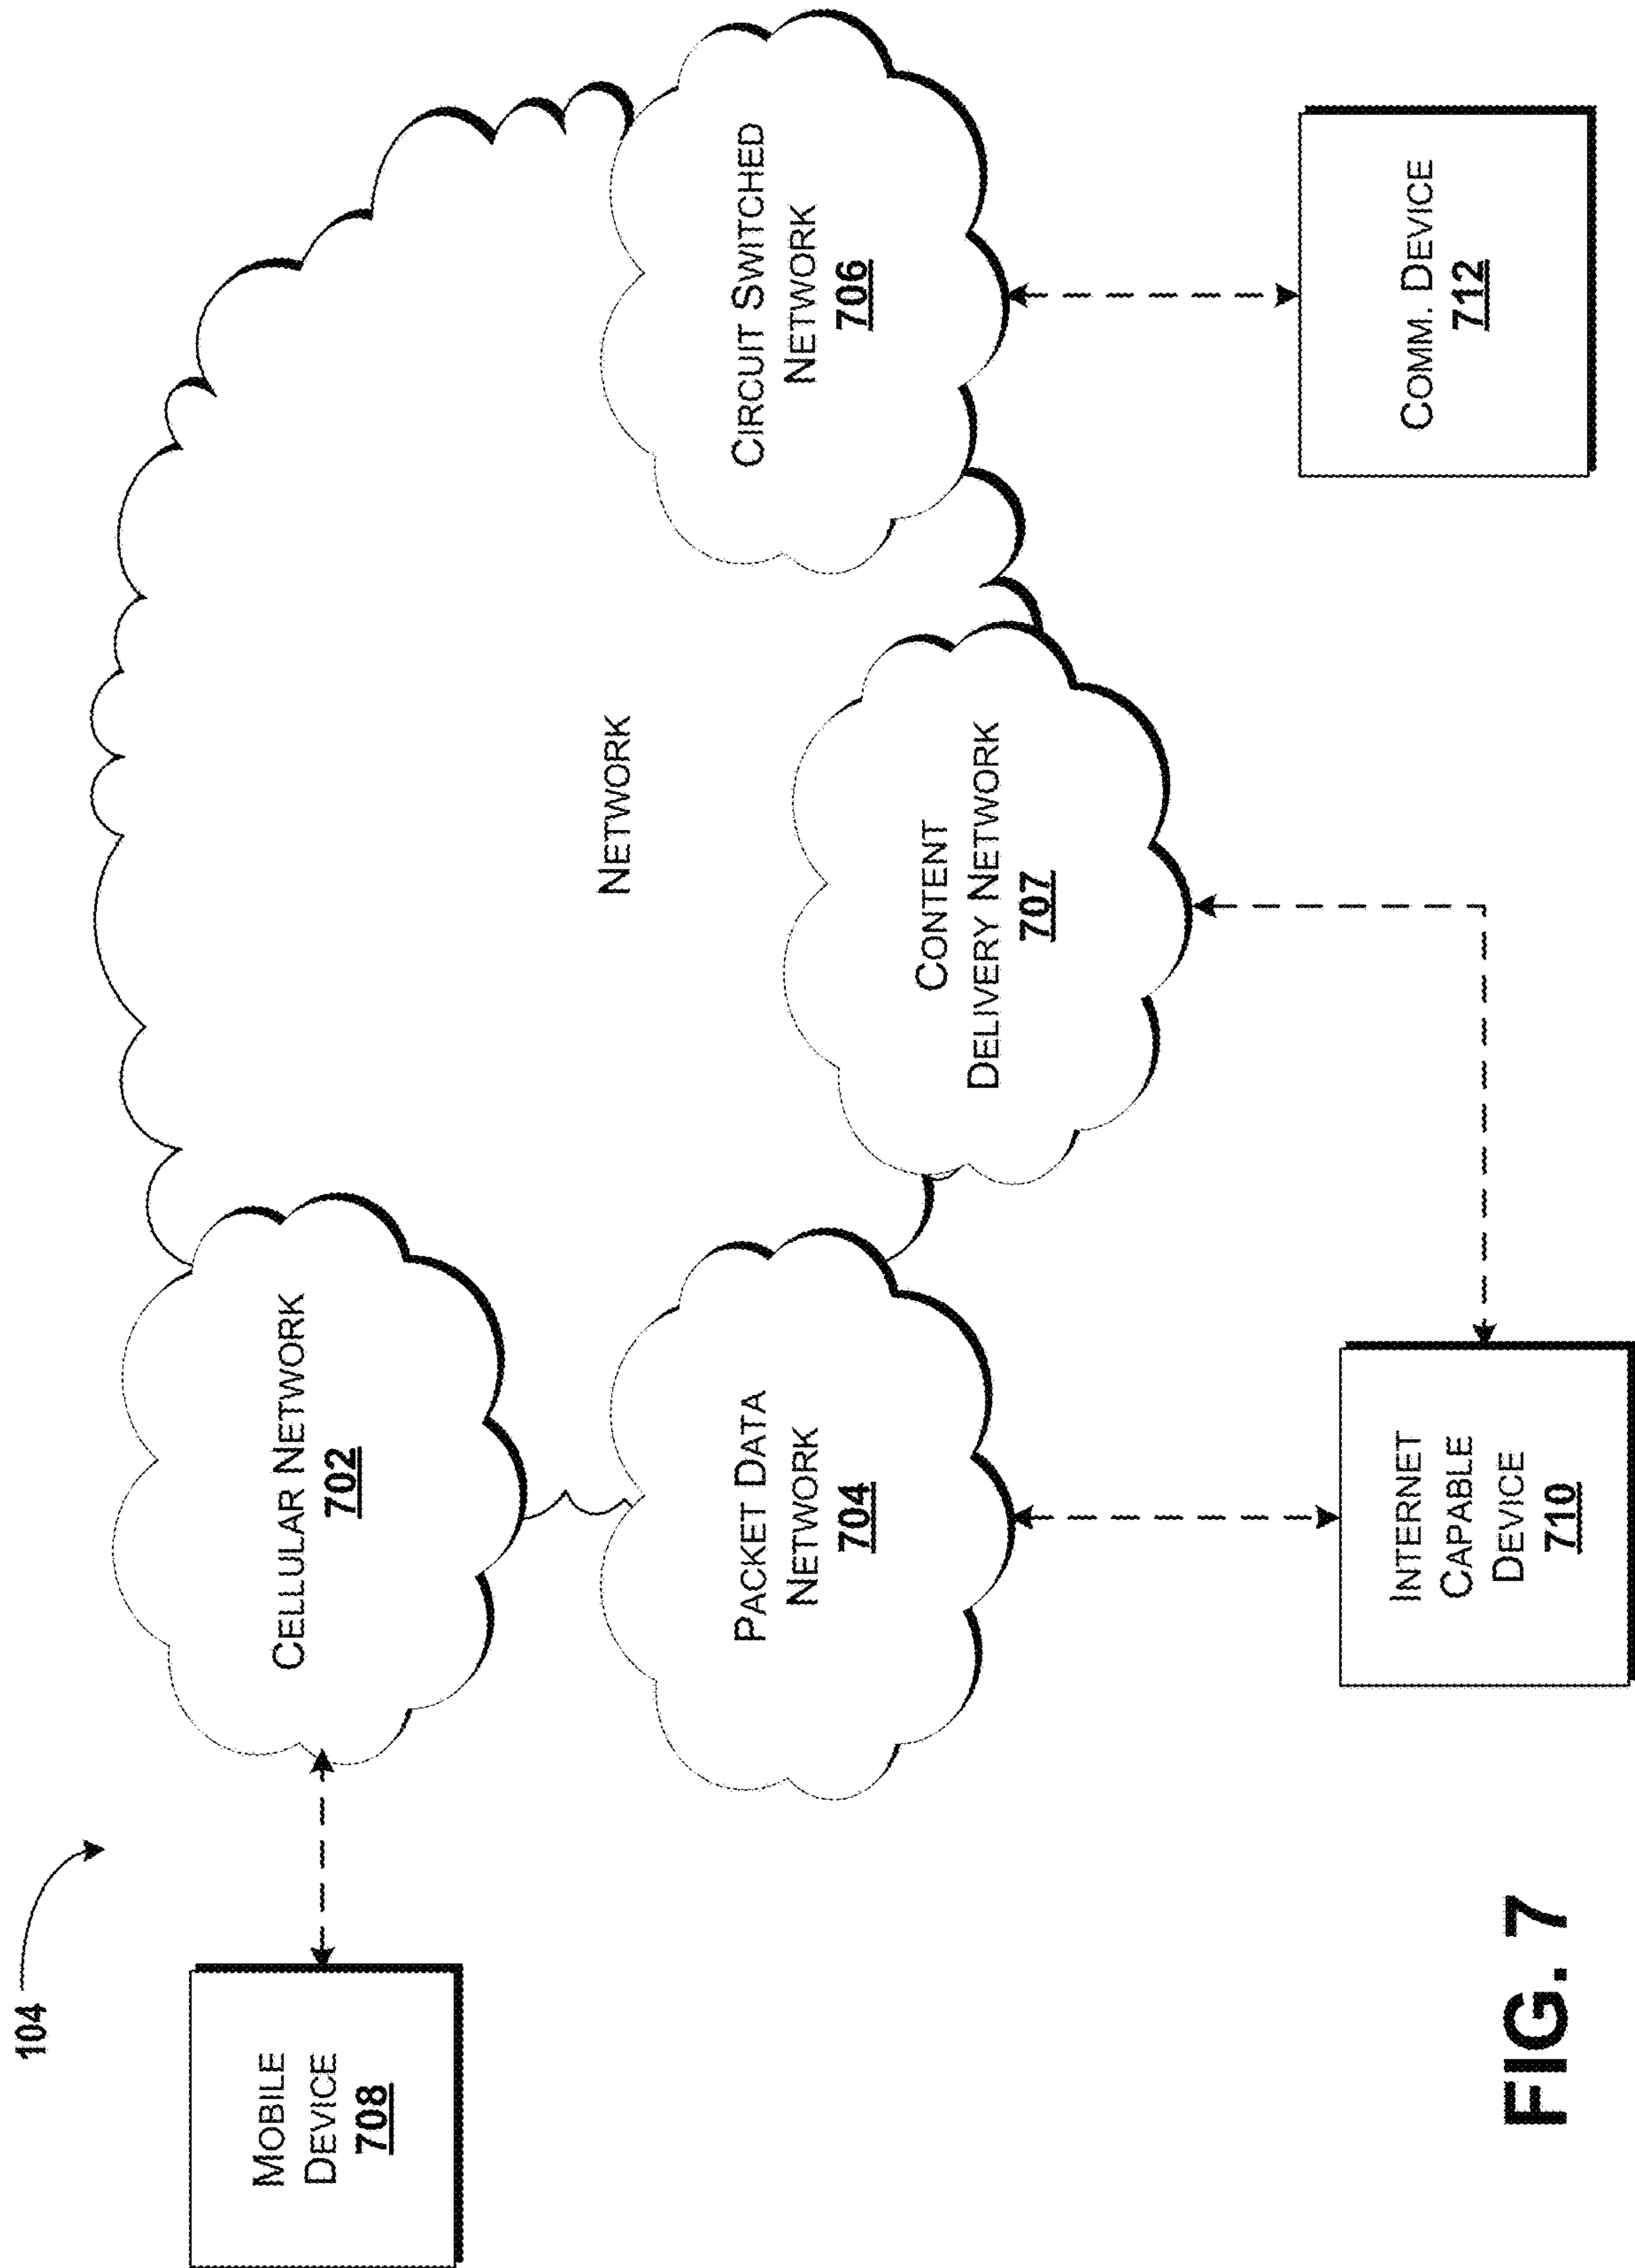 104
MOBILE
DEVICE
708
CELLULAR NETWORK
702
NETWORK
PACKET DATA
NETWORK
704
CONTENT
DELIVERY NETWORK
707
CIRCUIT SWITCHED
NETWORK
706
INTERNET
CAPABLE
DEVICE
710
COMM. DEVICE
712
FIG. 7